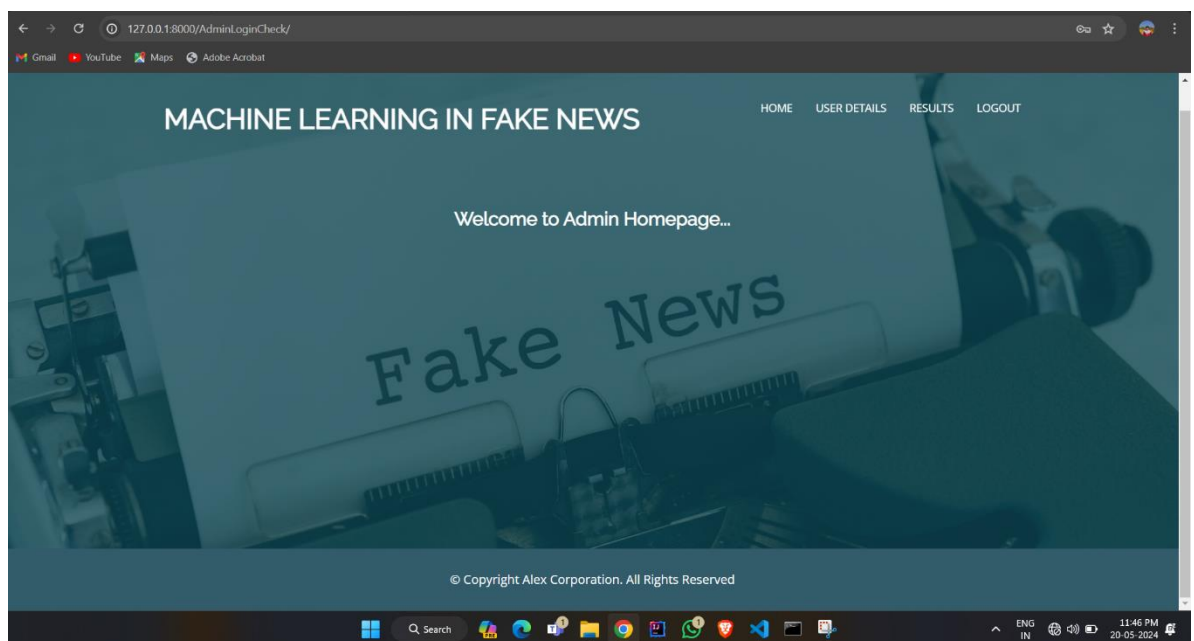 127.0.0.1:8000/AdminLoginCheck/
Gmail YouTube Maps Adobe Acrobat
MACHINE LEARNING IN FAKE NEWS
HOME USER DETAILS RESULTS LOGOUT
Welcome to Admin Homepage...
Fake News
© Copyright Alex Corporation. All Rights Reserved
Search
ENG
IN
11:46 PM
20-05-2024